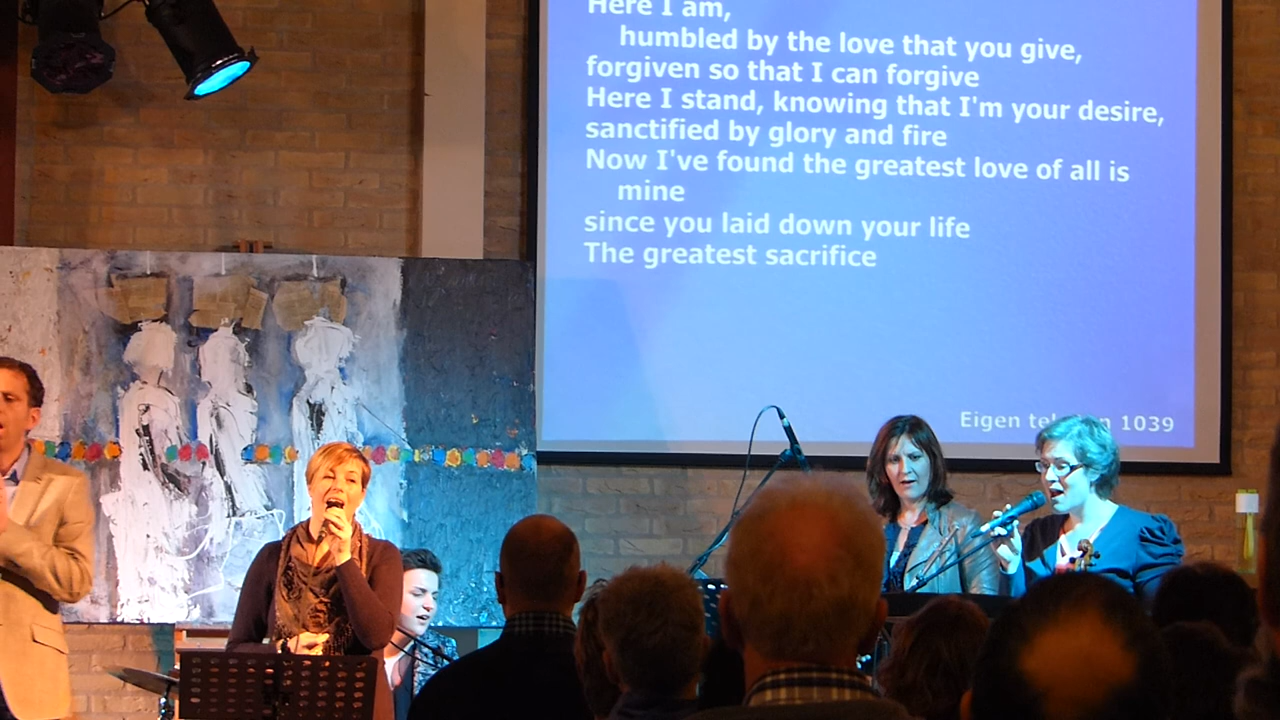 Here I am,
humbled by the love that you give,
forgiven so that I can forgive
Here I stand, knowing that I'm your desire,
sanctified by glory and fire
Now I've found the greatest love of all is
mine
since you laid down your life
The greatest sacrifice
Eigen 1039